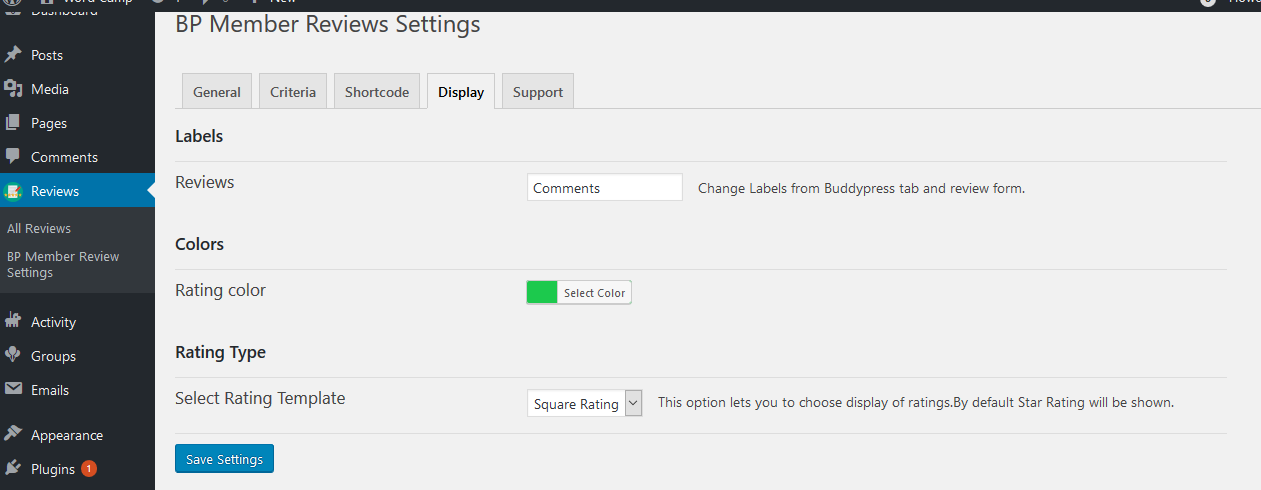 Word Camp
New
Dashboard
BP Member Reviews Settings
Posts
Media
Pages
Comments
Reviews
All Reviews
BP Member Review
Settings
Activity
Groups
Emails
Appearance
Plugins 1
General Criteria Shortcode Display Support
Labels
Reviews Comments Change Labels from Buddypress tab and review form.
Colors
Rating color Select Color
Rating Type
Select Rating Template Square Rating This option lets you to choose display of ratings.By default Star Rating will be shown.
Save Settings